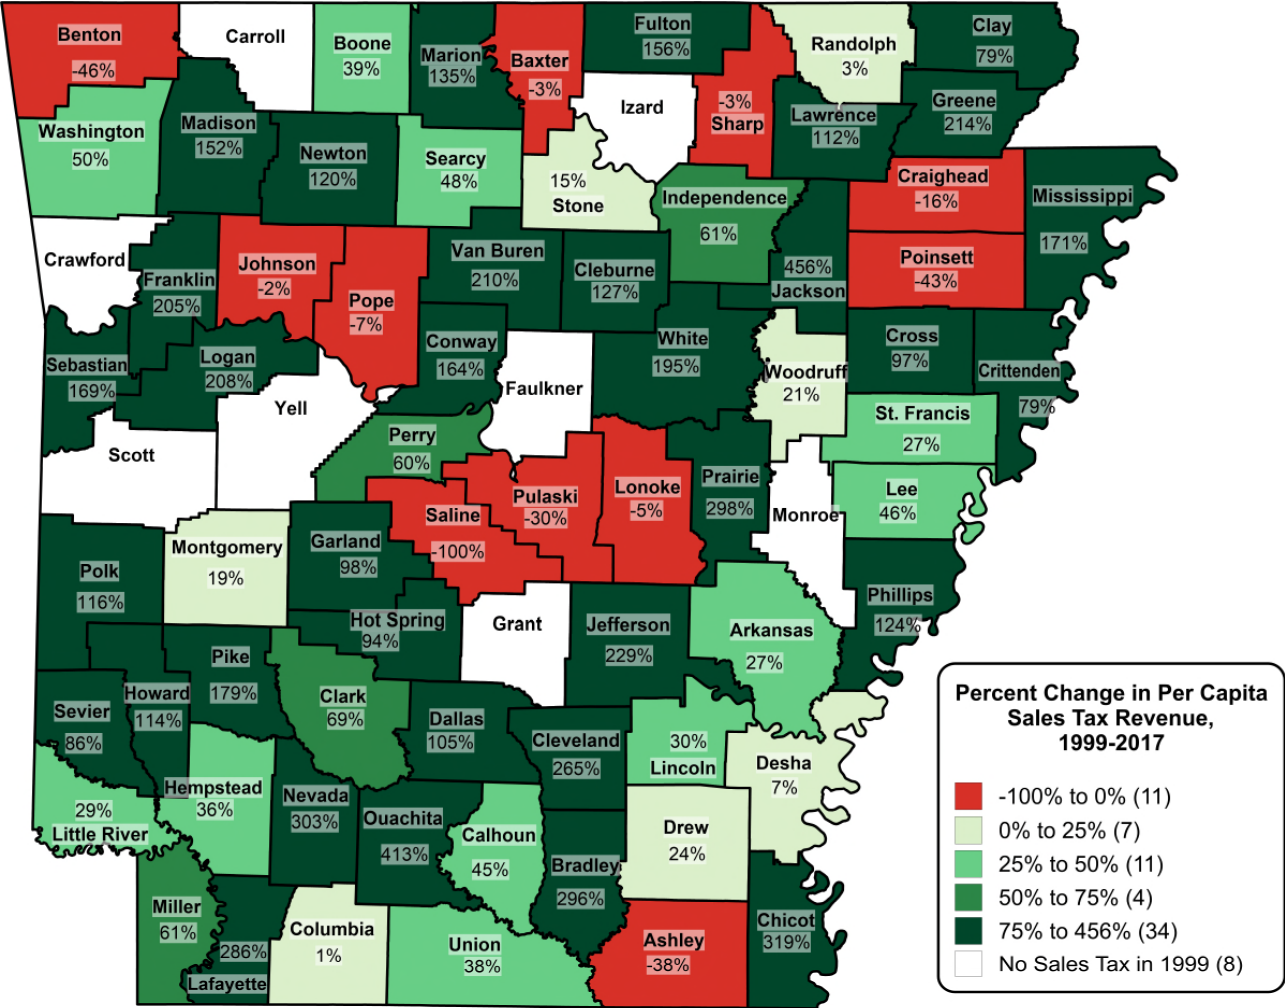 Benton
-46%
Carroll
Boone
39%
Marion
135%
Baxter
-3%
Fulton
156%
Izard
-3%
Sharp
Randolph
3%
Clay
79%
Greene
214%
Lawrence
112%
Washington
50%
Madison
152%
Newton
120%
Searcy
48%
15%
Stone
Independence
61%
Craighead
-16%
Mississippi
171%
Poinsett
-43%
Crawford
Franklin
205%
Johnson
-2%
Pope
-7%
Van Buren
210%
Cleburne
127%
456%
Jackson
Sebastian
169%
Logan
208%
Conway
164%
Faulkner
White
195%
Woodruff
21%
Cross
97%
Crittenden
79%
St. Francis
27%
Scott
Yell
Perry
60%
Pulaski
-30%
Lonoke
-5%
Prairie
298%
Monroe
Lee
46%
Saline
-100%
Polk
116%
Montgomery
19%
Garland
98%
Hot Spring
94%
Grant
Jefferson
229%
Arkansas
27%
Phillips
124%
Pike
179%
Howard
114%
Sevier
86%
Clark
69%
Dallas
105%
Cleveland
265%
30%
Lincoln
Desha
7%
29%
Little River
Hempstead
36%
Nevada
303%
Ouachita
413%
Calhoun
45%
Bradley
296%
Drew
24%
Chicot
319%
Miller
61%
286%
Lafayette
Columbia
1%
Union
38%
Ashley
-38%
Percent Change in Per Capita
Sales Tax Revenue,
1999-2017
-100% to 0% (11)
0% to 25% (7)
25% to 50% (11)
50% to 75% (4)
75% to 456% (34)
No Sales Tax in 1999 (8)